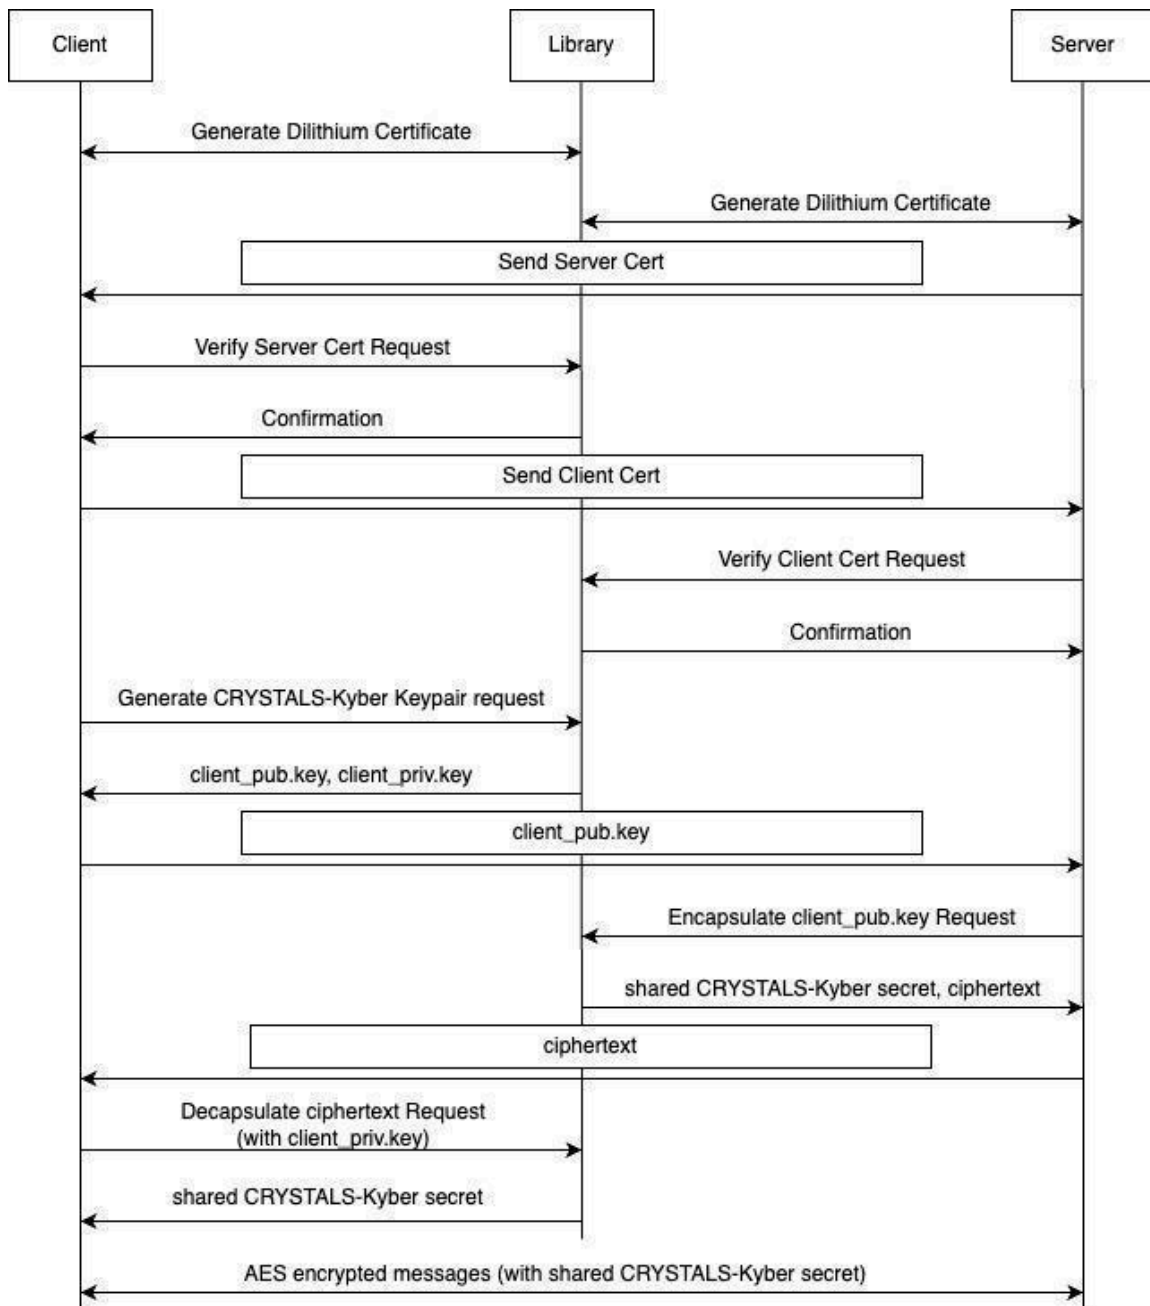 Client
Library
Server
Generate Dilithium Certificate
Generate Dilithium Certificate
Send Server Cert
Verify Server Cert Request
Confirmation
Send Client Cert
Verify Client Cert Request
Confirmation
Generate CRYSTALS-Kyber Keypair request
client_pub.key, client_priv.key
client_pub.key
Encapsulate client_pub.key Request
shared CRYSTALS-Kyber secret, ciphertext
ciphertext
Decapsulate ciphertext Request
(with client_priv.key)
shared CRYSTALS-Kyber secret
AES encrypted messages (with shared CRYSTALS-Kyber secret)